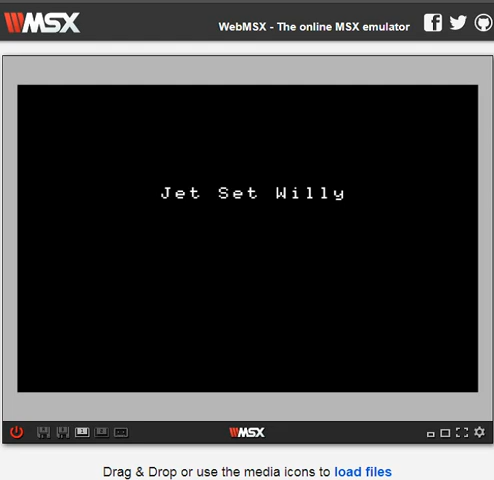 MSX
WebMSX - The online MSX emulator
Jet Set Willy
MSX
Drag & Drop or use the media icons to load files